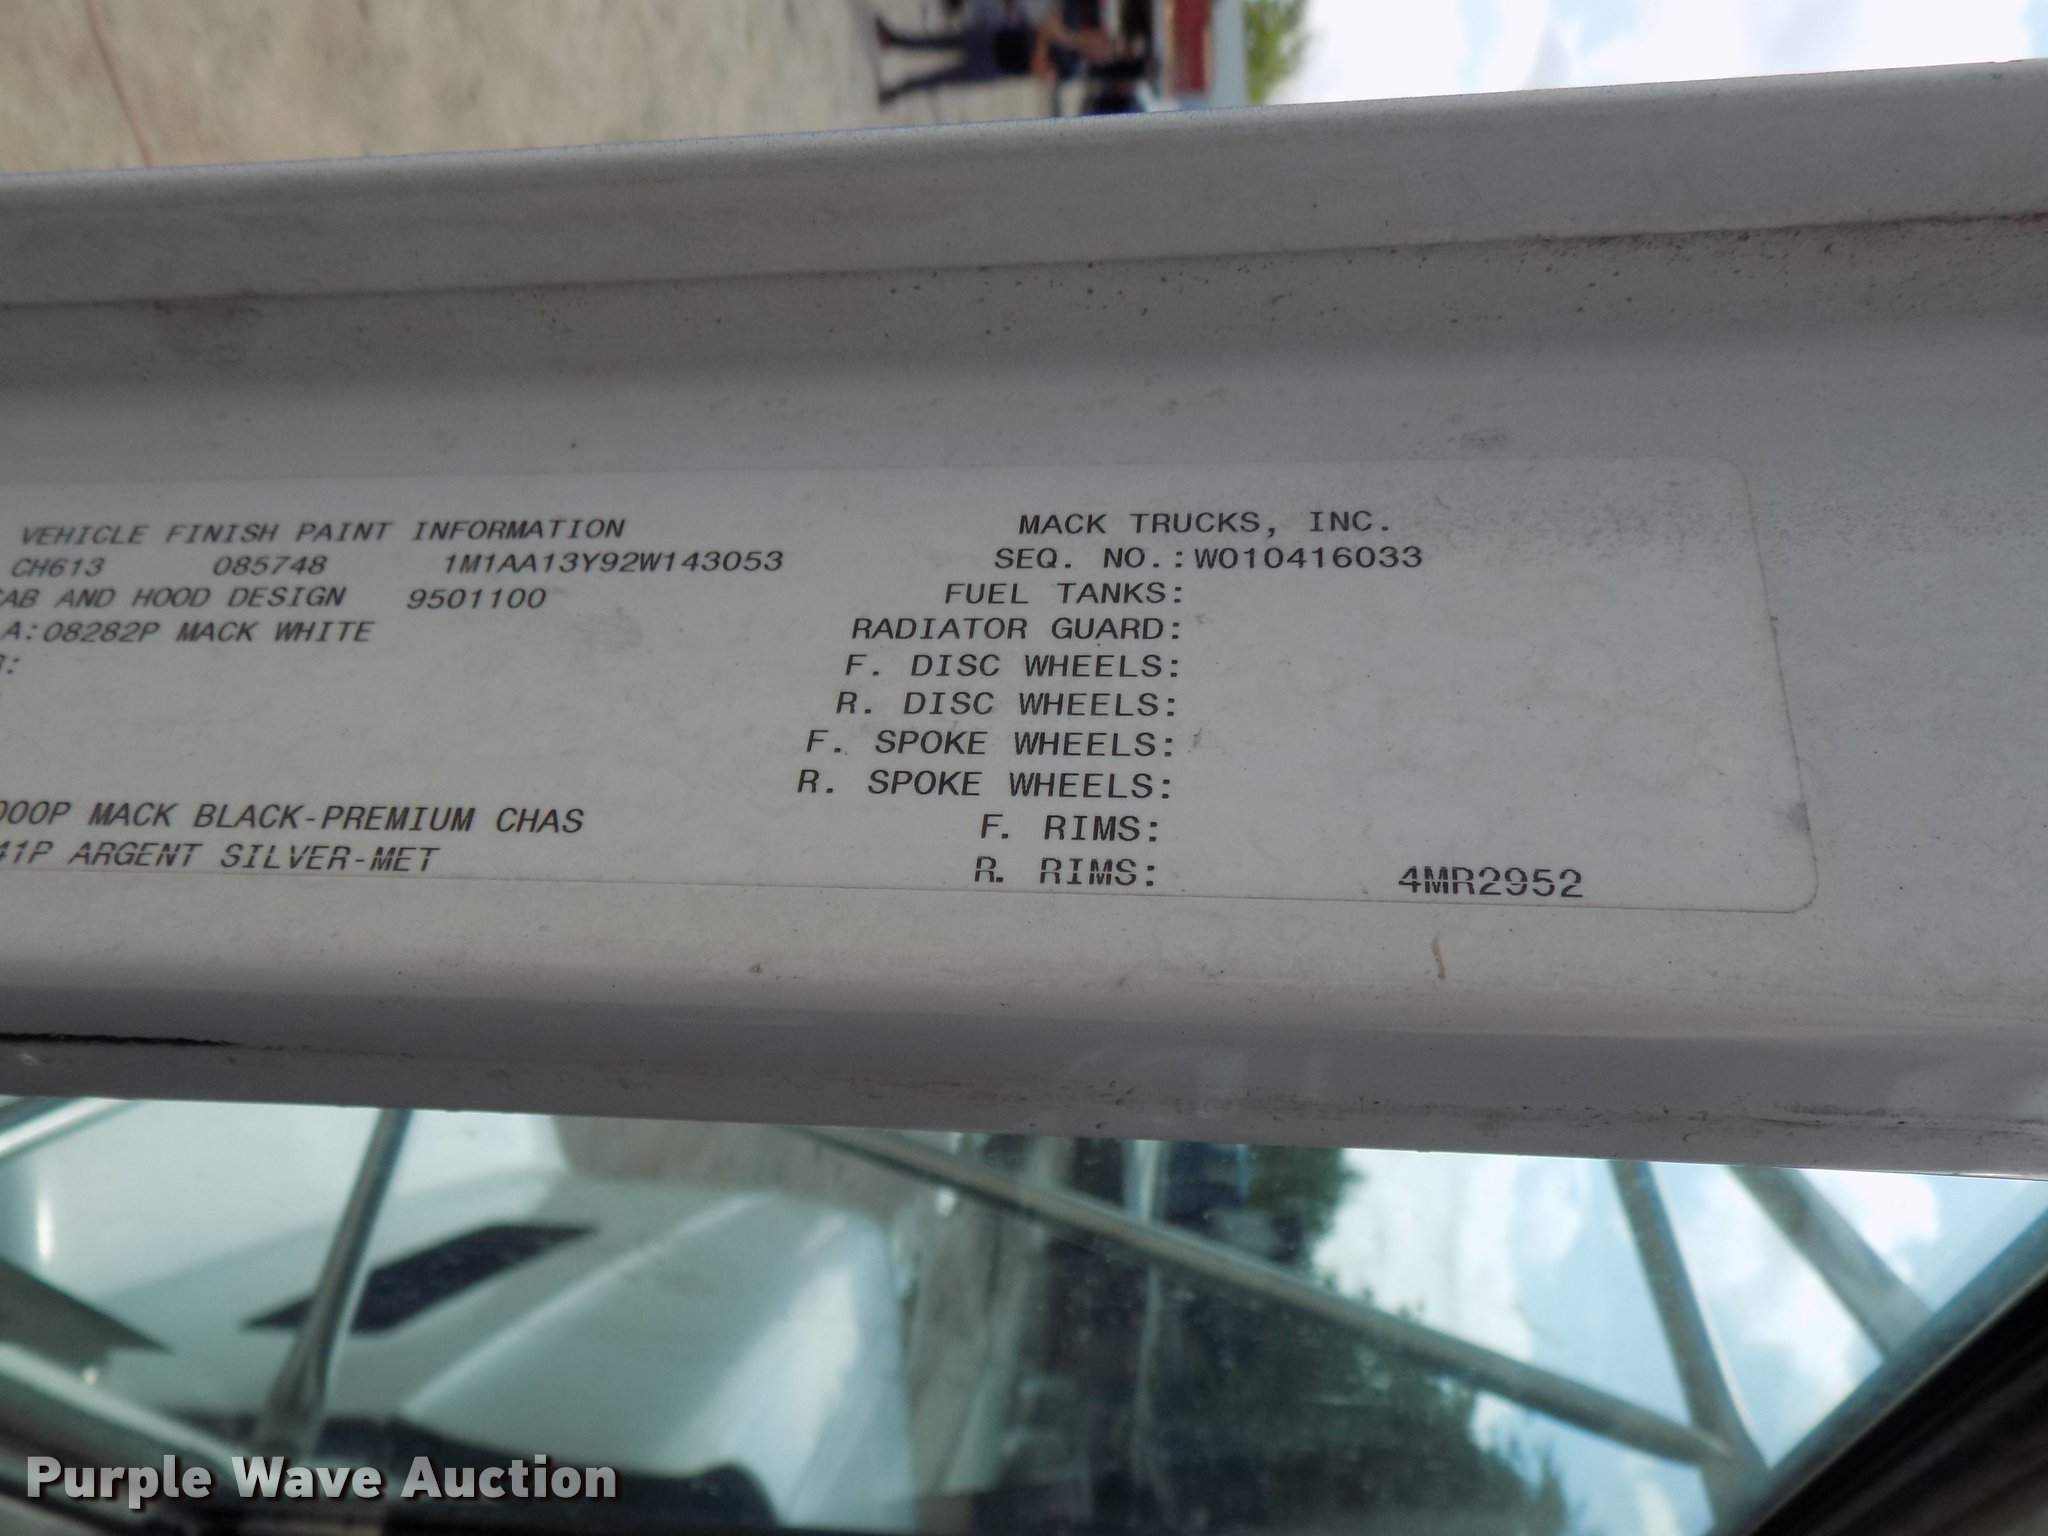 VEHICLE FINISH PAINT INFORMATION
CH613 085748 1M1AA13Y92W143053
CAB AND HOOD DESIGN 9501100
A:08282P MACK WHITE
B:
000P MACK BLACK-PREMIUM CHAS
41P ARGENT SILVER-MET
MACK TRUCKS, INC.
SEQ. NO.:W010416033
FUEL TANKS:
RADIATOR GUARD:
F. DISC WHEELS:
R. DISC WHEELS:
F. SPOKE WHEELS:
R. SPOKE WHEELS:
F. RIMS:
R. RIMS:
4MR2952
Purple Wave Auction